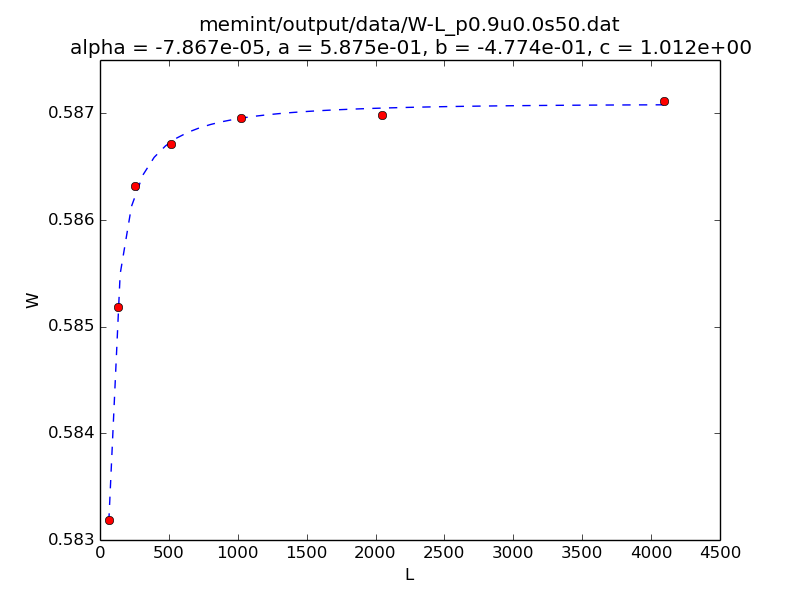 memint/output/data/W-L_p0.9u0.0s50.dat
alpha = -7.867e-05, a = 5.875e-01, b = -4.774e-01, c = 1.012e+00
0.587
0.586
0.585
0.584
0.583
W
0 500 1000 1500 2000 2500 3000 3500 4000 4500
L